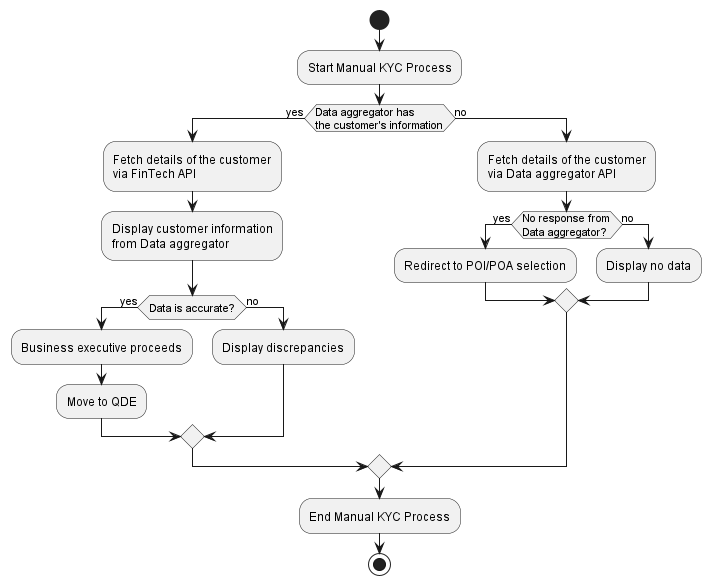 Start Manual KYC Process
yes
Data aggregator has
the customer's information
no
Fetch details of the customer
via FinTech API
Fetch details of the customer
via Data aggregator API
Display customer information
from Data aggregator
yes
No response from
Data aggregator?
no
Redirect to POI/POA selection
Display no data
yes
Data is accurate?
no
Business executive proceeds
Display discrepancies
Move to QDE
End Manual KYC Process